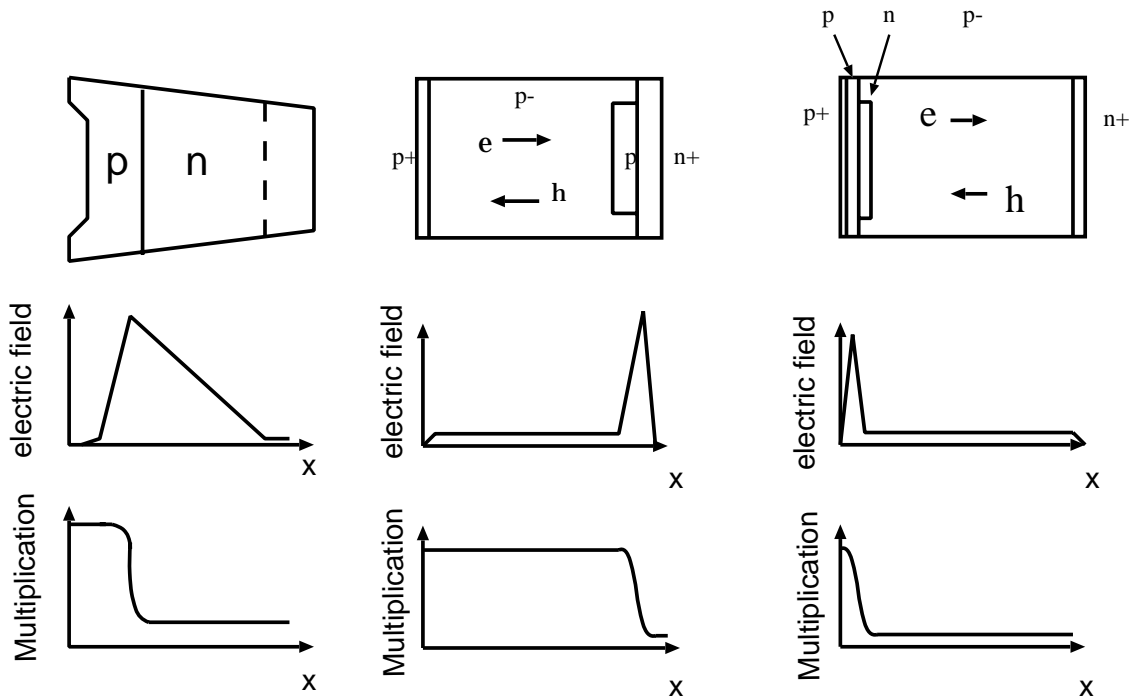 p n p-
p n
p+ p- e h p n+
p+ e h n+
electric field x
electric field x
electric field x
Multiplication x
Multiplication x
Multiplication x